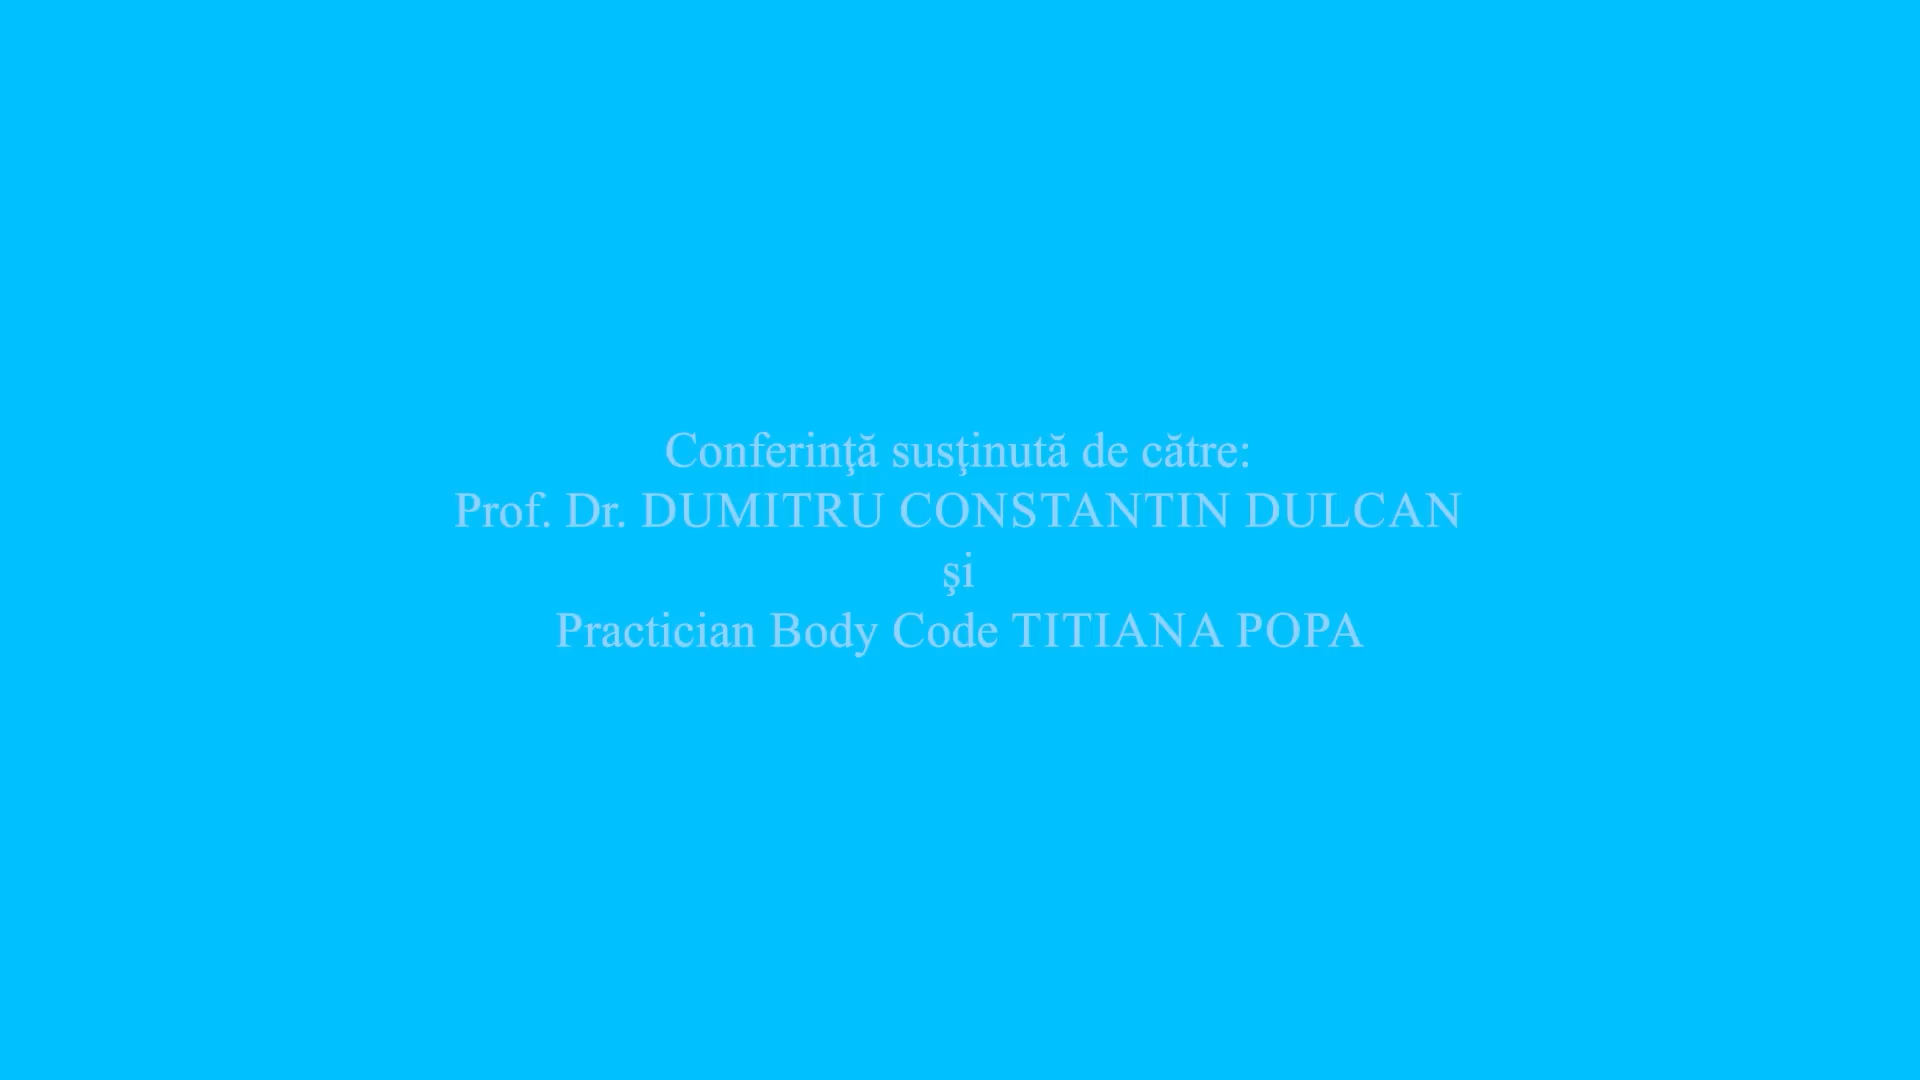 Conferinţă susţinută de către:
Prof. Dr. DUMITRU CONSTANTIN DULCAN
şi
Practician Body Code TITIANA POPA